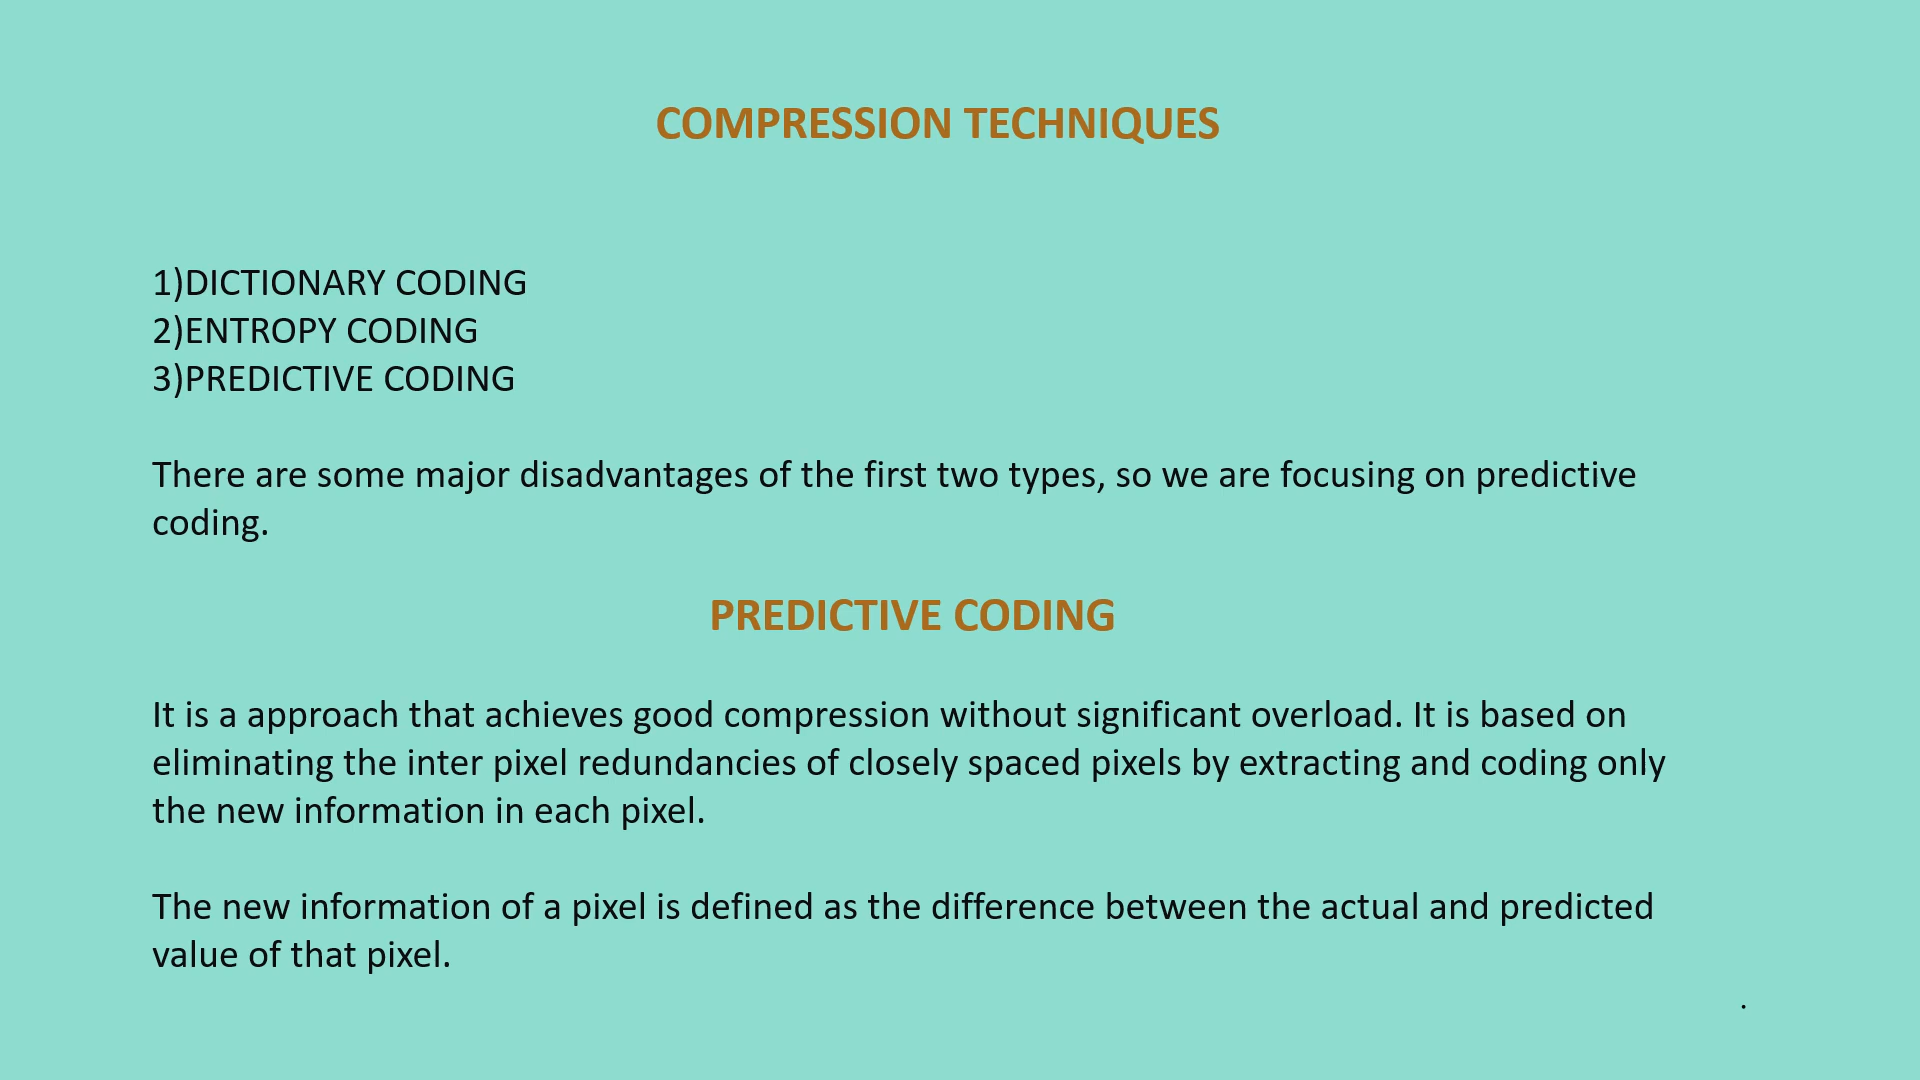 COMPRESSION TECHNIQUES
1)DICTIONARY CODING
2)ENTROPY CODING
3)PREDICTIVE CODING
There are some major disadvantages of the first two types, so we are focusing on predictive
coding.
PREDICTIVE CODING
It is a approach that achieves good compression without significant overload. It is based on
eliminating the inter pixel redundancies of closely spaced pixels by extracting and coding only
the new information in each pixel.
The new information of a pixel is defined as the difference between the actual and predicted
value of that pixel.
.